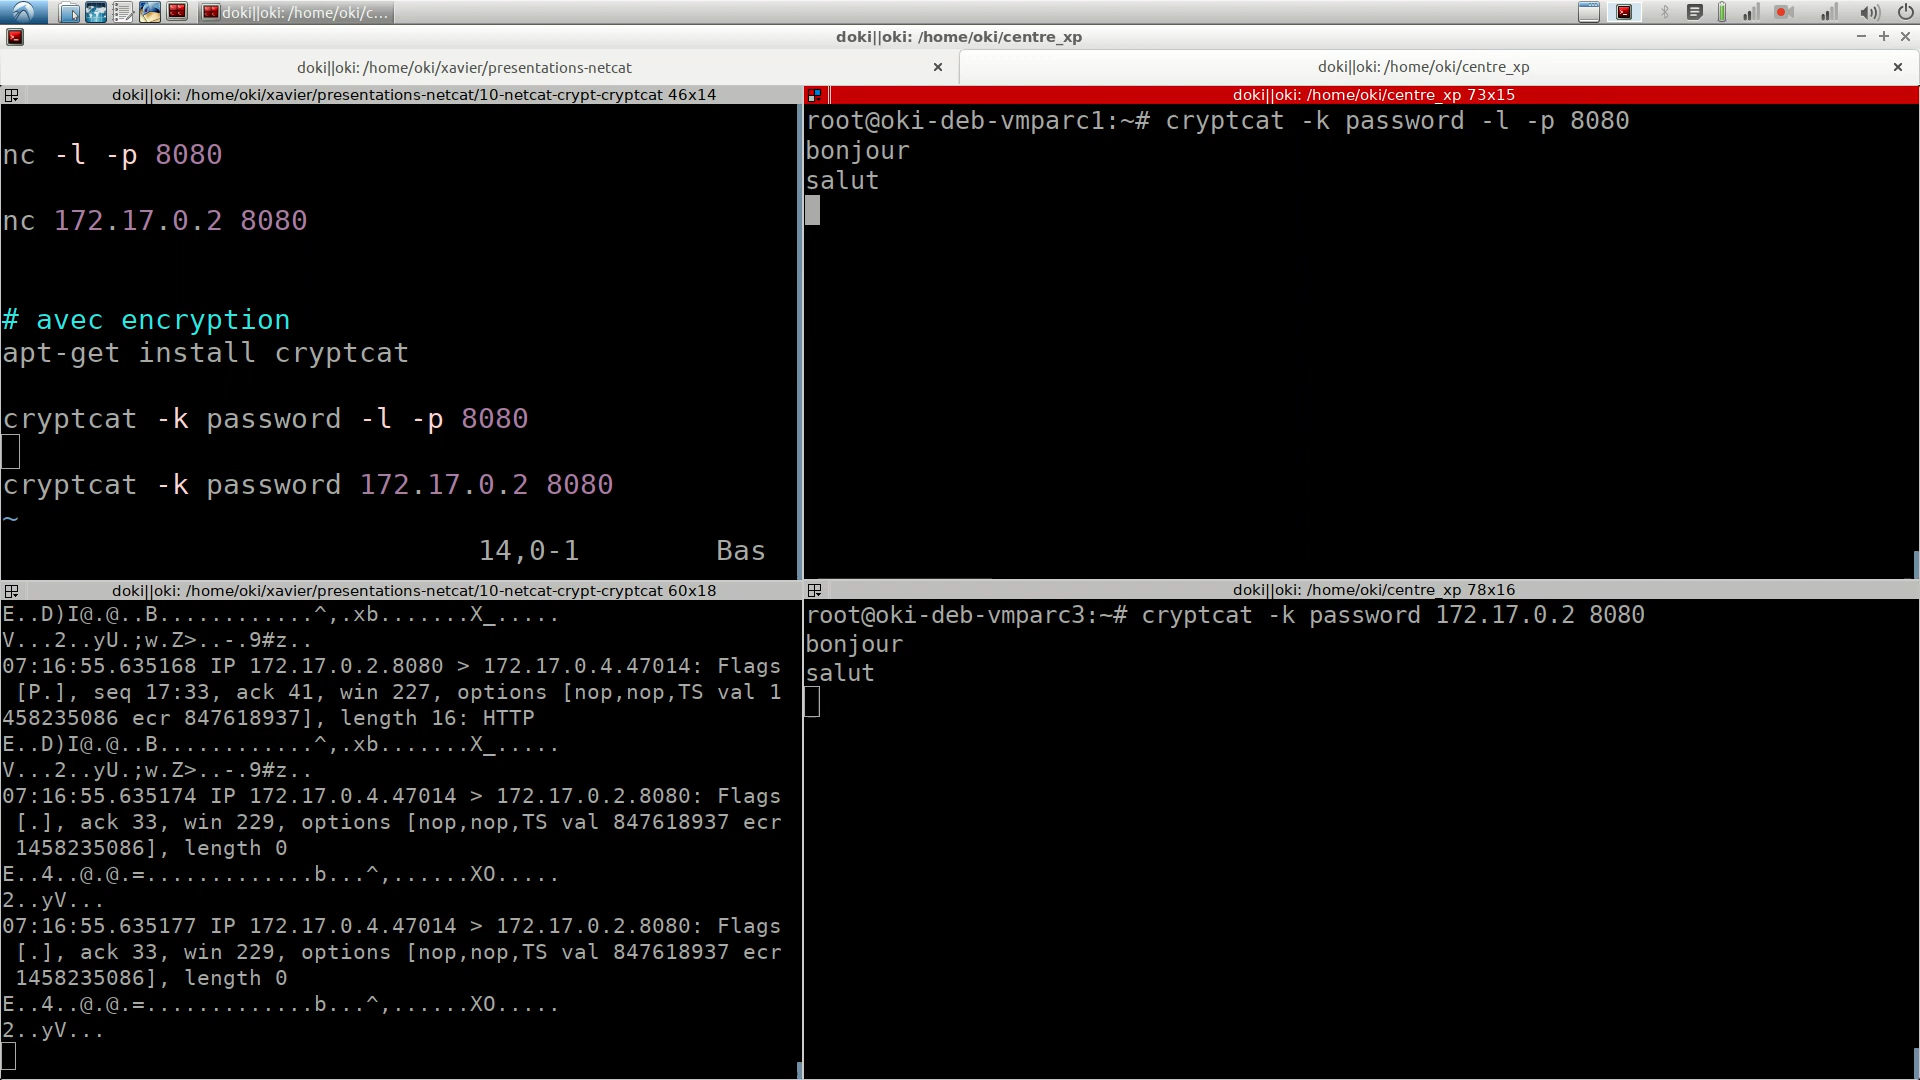 doki||oki: /home/oki/c...
doki||oki: /home/oki/centre_xp
doki||oki: /home/oki/xavier/presentations-netcat
doki||oki: /home/oki/centre_xp
doki||oki: /home/oki/xavier/presentations-netcat/10-netcat-crypt-cryptcat 46x14
nc -l -p 8080
nc 172.17.0.2 8080
# avec encryption
apt-get install cryptcat
cryptcat -k password -l -p 8080
cryptcat -k password 172.17.0.2 8080
~
14,0-1 Bas
doki||oki: /home/oki/centre_xp 73x15
root@oki-deb-vmparc1:~# cryptcat -k password -l -p 8080
bonjour
salut
doki||oki: /home/oki/xavier/presentations-netcat/10-netcat-crypt-cryptcat 60x18
E..D)I@.@..B............^,.xb.......X_.....
V...2..yU.;w.Z>..-.9#z..
07:16:55.635168 IP 172.17.0.2.8080 > 172.17.0.4.47014: Flags
[P.], seq 17:33, ack 41, win 227, options [nop,nop,TS val 1
458235086 ecr 847618937], length 16: HTTP
E..D)I@.@..B............^,.xb.......X_.....
V...2..yU.;w.Z>..-.9#z..
07:16:55.635174 IP 172.17.0.4.47014 > 172.17.0.2.8080: Flags
[.], ack 33, win 229, options [nop,nop,TS val 847618937 ecr
1458235086], length 0
E..4..@.@.=.............b...^,......XO.....
2..yV...
07:16:55.635177 IP 172.17.0.4.47014 > 172.17.0.2.8080: Flags
[.], ack 33, win 229, options [nop,nop,TS val 847618937 ecr
1458235086], length 0
E..4..@.@.=.............b...^,......XO.....
2..yV...
doki||oki: /home/oki/centre_xp 78x16
root@oki-deb-vmparc3:~# cryptcat -k password 172.17.0.2 8080
bonjour
salut